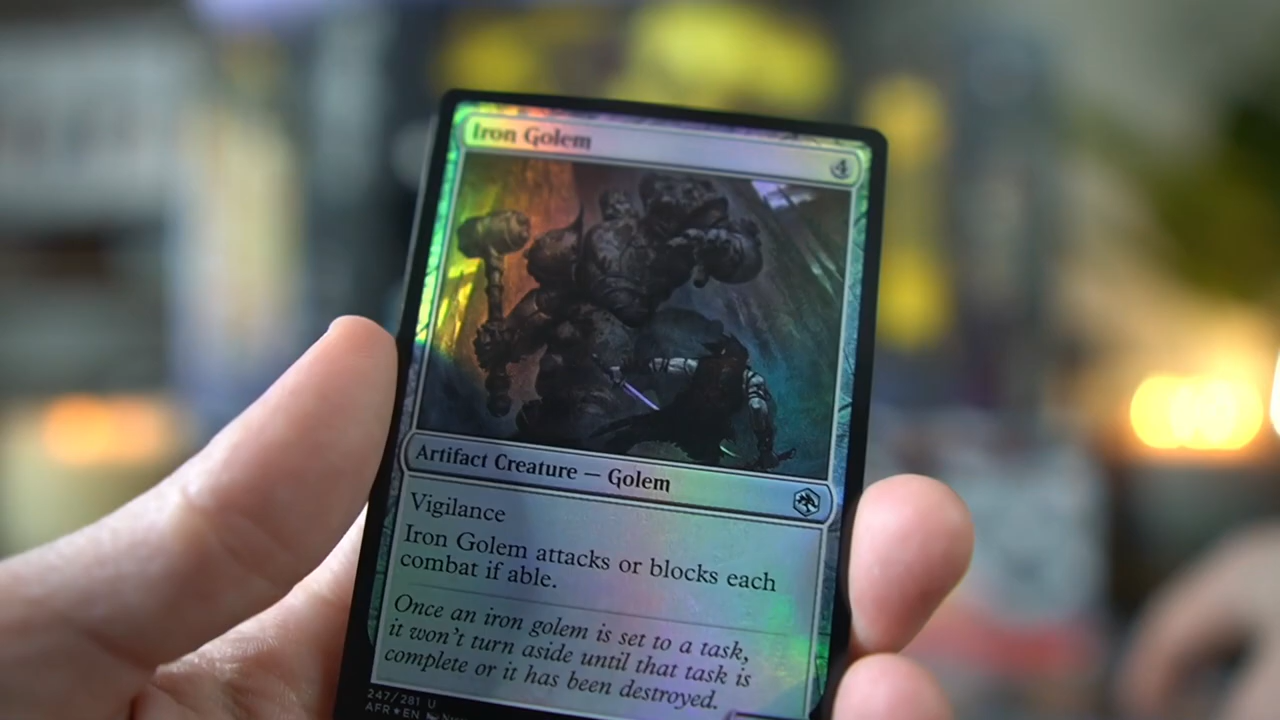 Iron Golem
4
Artifact Creature — Golem
Vigilance
Iron Golem attacks or blocks each
combat if able.
Once an iron golem is set to a task,
it won't turn aside until that task is
complete or it has been destroyed.
247/281 U
AFR★EN